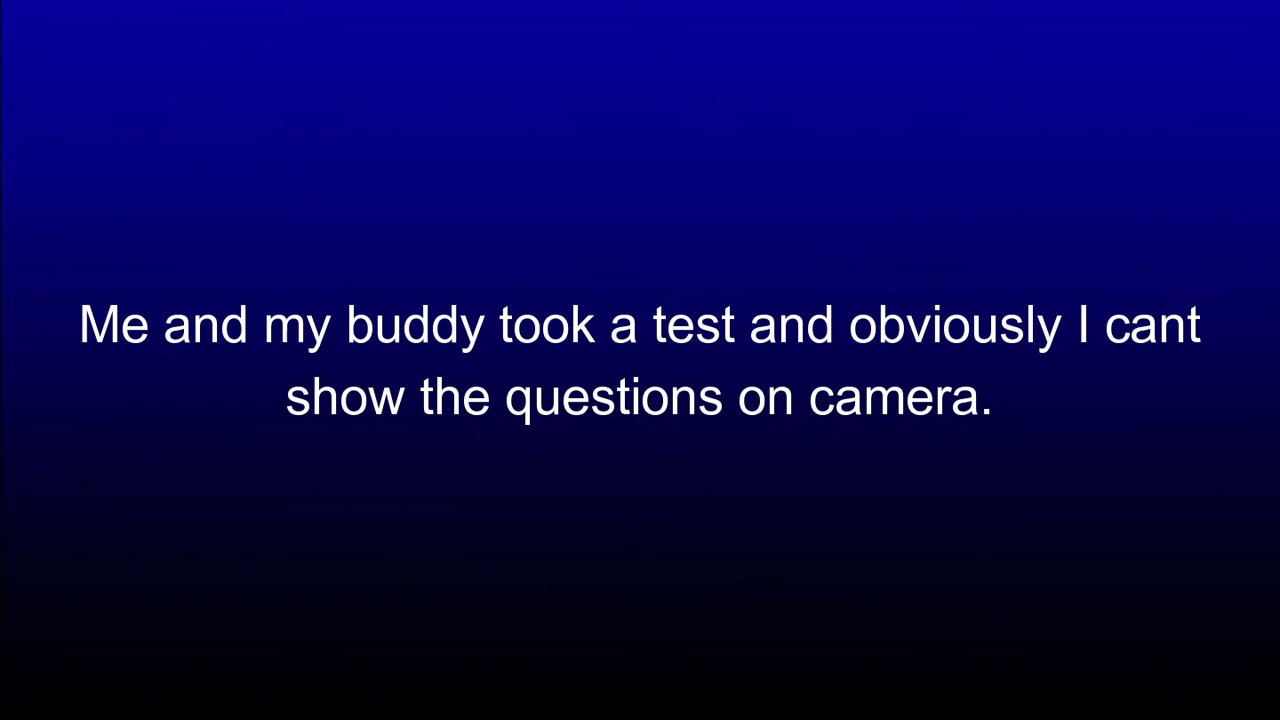 Me and my buddy took a test and obviously I cant
show the questions on camera.